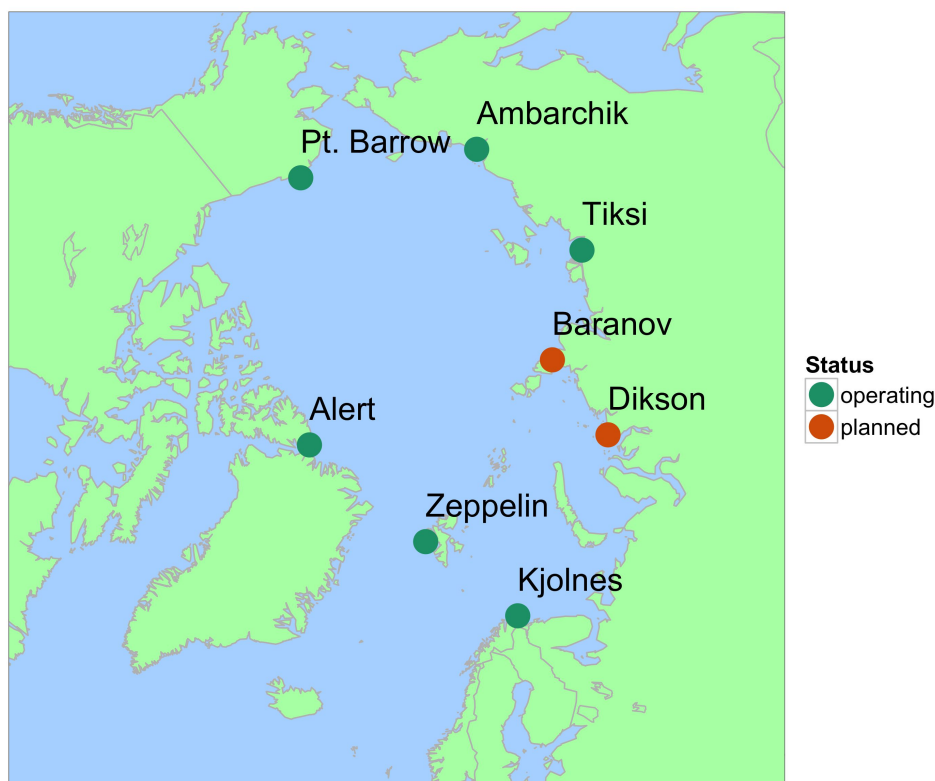 Ambarchik
Pt. Barrow
Tiksi
Baranov
Status
operating
planned
Dikson
Alert
Zeppelin
Kjolnes